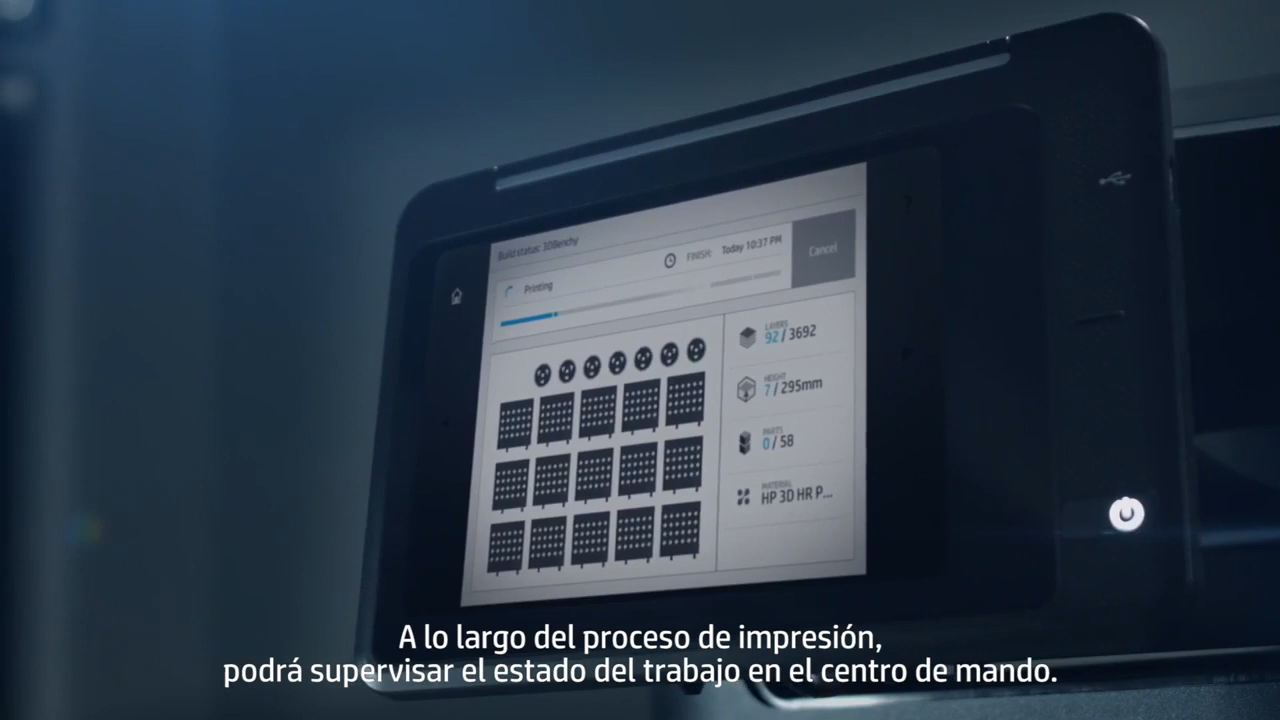 Build status: 3DBenchy
Printing
FINISH: Today 10:37 PM
Cancel
LAYERS
92 / 3692
HEIGHT
7 / 295mm
PARTS
0 / 58
MATERIAL
HP 3D HR P...
A lo largo del proceso de impresión,
podrá supervisar el estado del trabajo en el centro de mando.